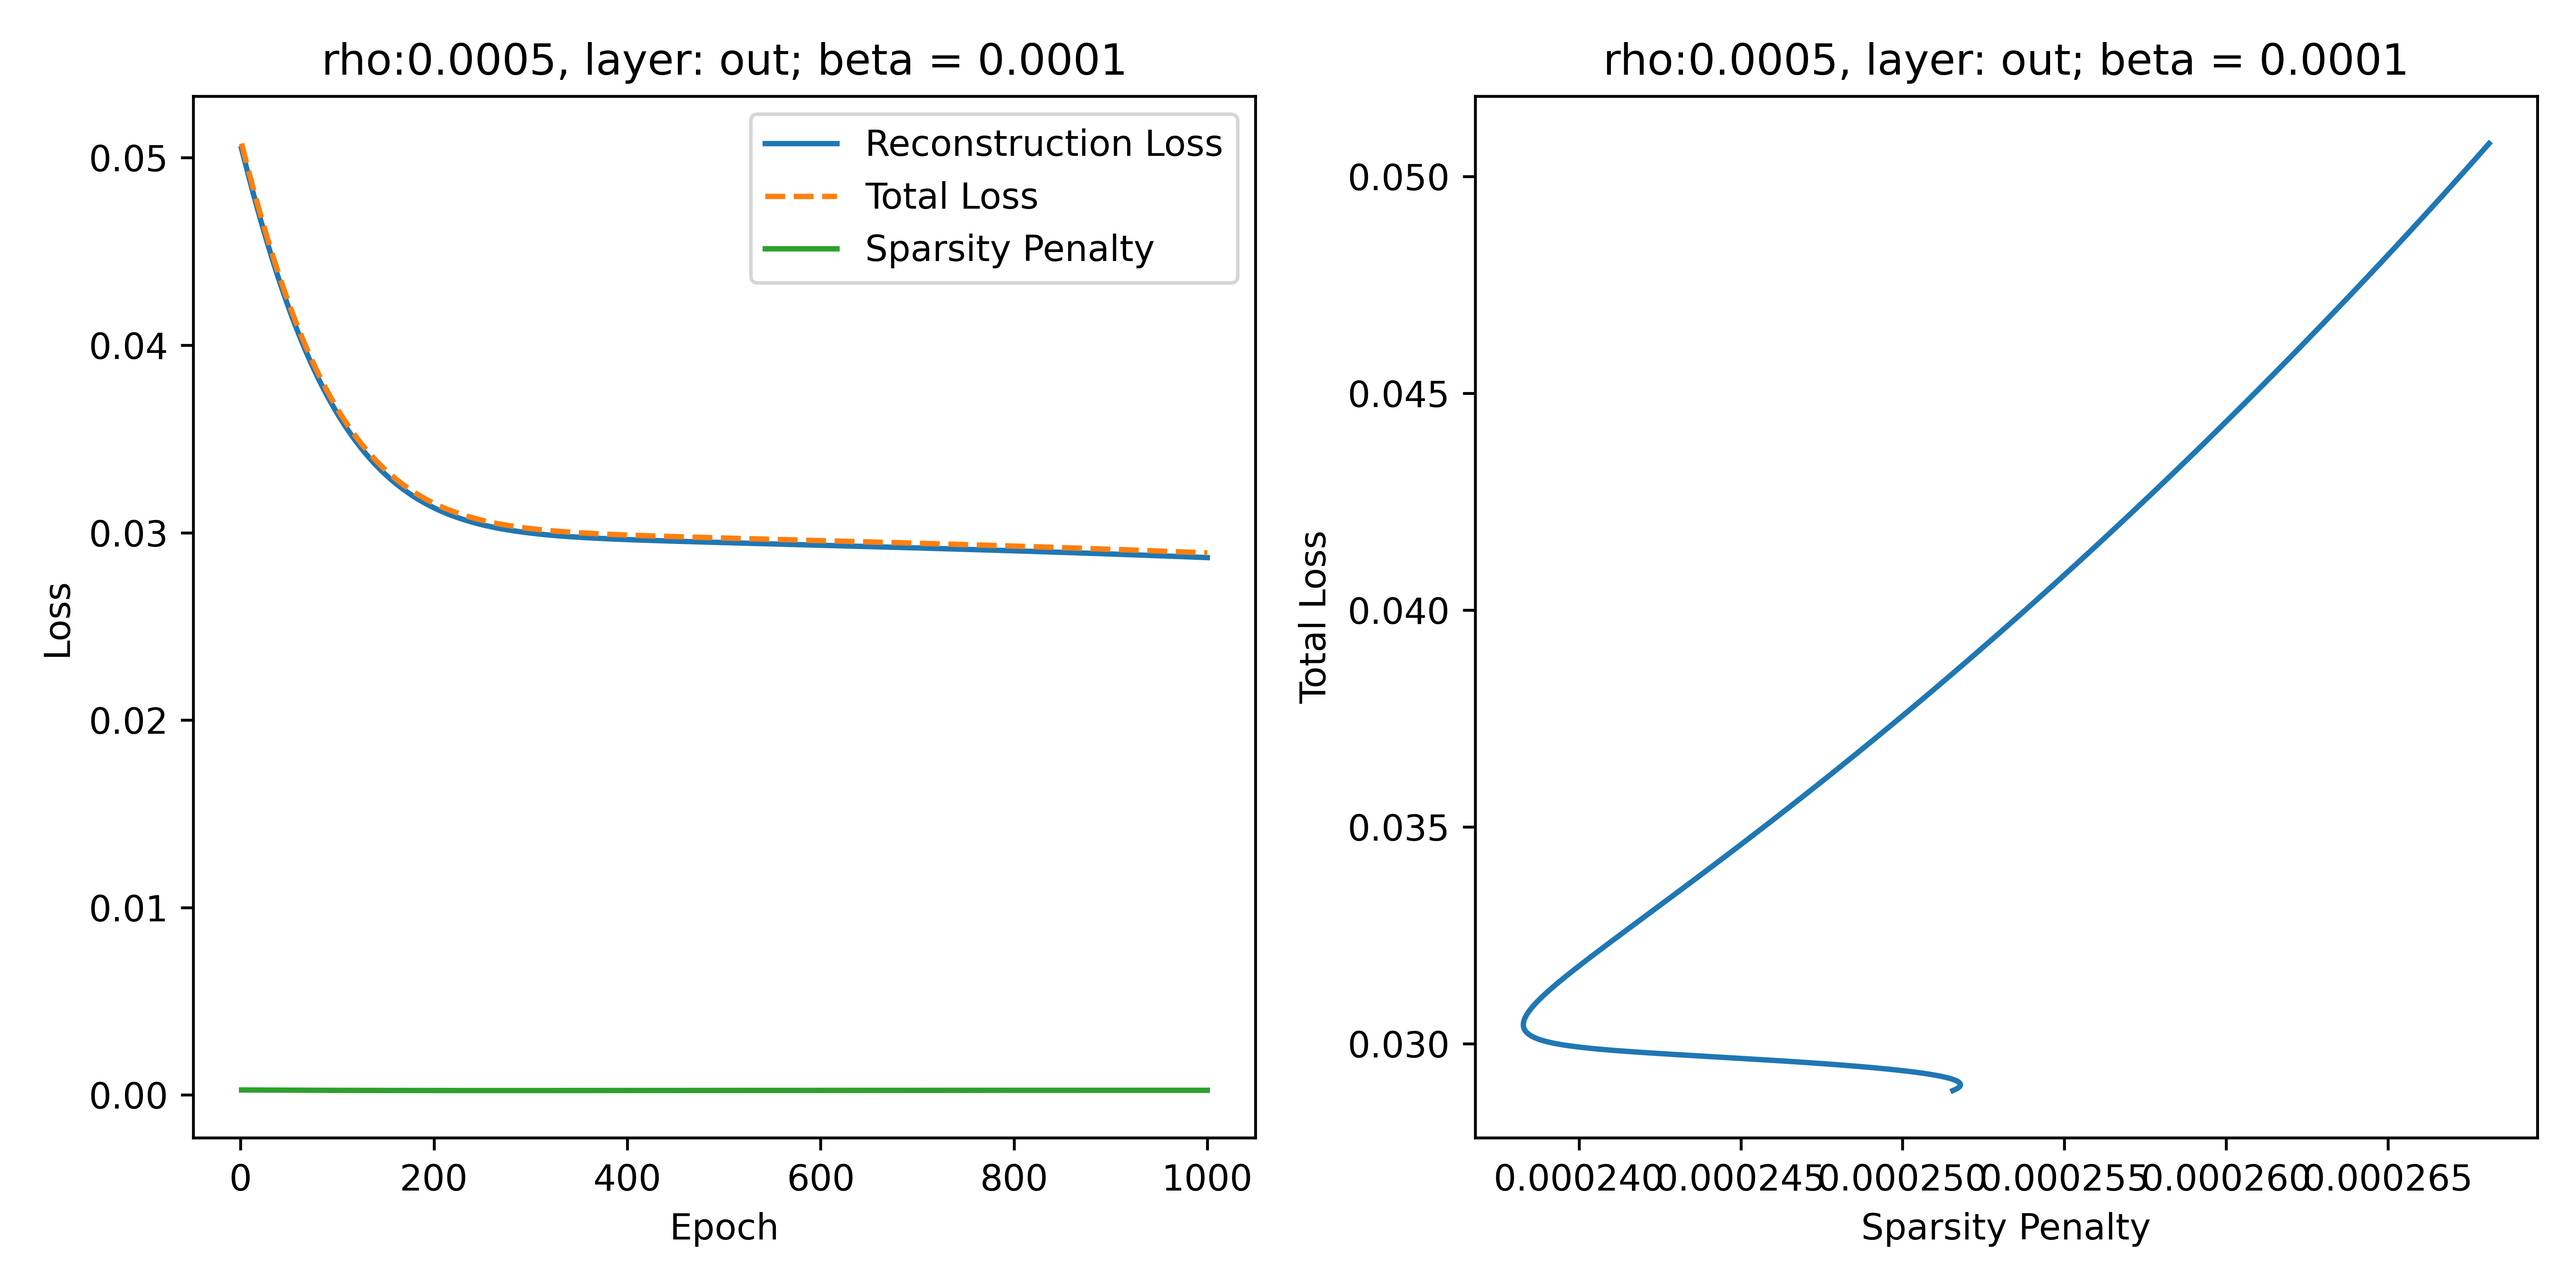 rho:0.0005, layer: out; beta = 0.0001
Loss
0.05
0.04
0.03
0.02
0.01
0.00
Reconstruction Loss
Total Loss
Sparsity Penalty
0 200 400 600 800 1000
Epoch
rho:0.0005, layer: out; beta = 0.0001
Total Loss
0.050
0.045
0.040
0.035
0.030
0.000240 0.000245 0.000250 0.000255 0.000260 0.000265
Sparsity Penalty